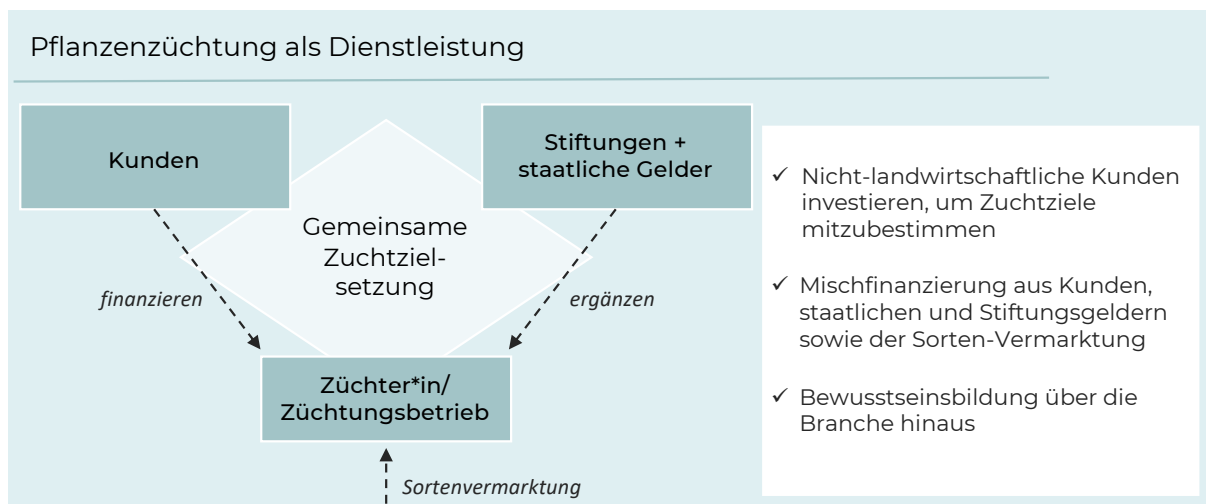 Pflanzenzüchtung als Dienstleistung
Kunden
Stiftungen +
staatliche Gelder
Gemeinsame
Zuchtziel-
setzung
finanzieren
ergänzen
Züchter*in/
Züchtungsbetrieb
Sortenvermarktung
✓ Nicht-landwirtschaftliche Kunden
investieren, um Zuchtziele
mitzubestimmen
✓ Mischfinanzierung aus Kunden,
staatlichen und Stiftungsgeldern
sowie der Sorten-Vermarktung
✓ Bewusstseinsbildung über die
Branche hinaus